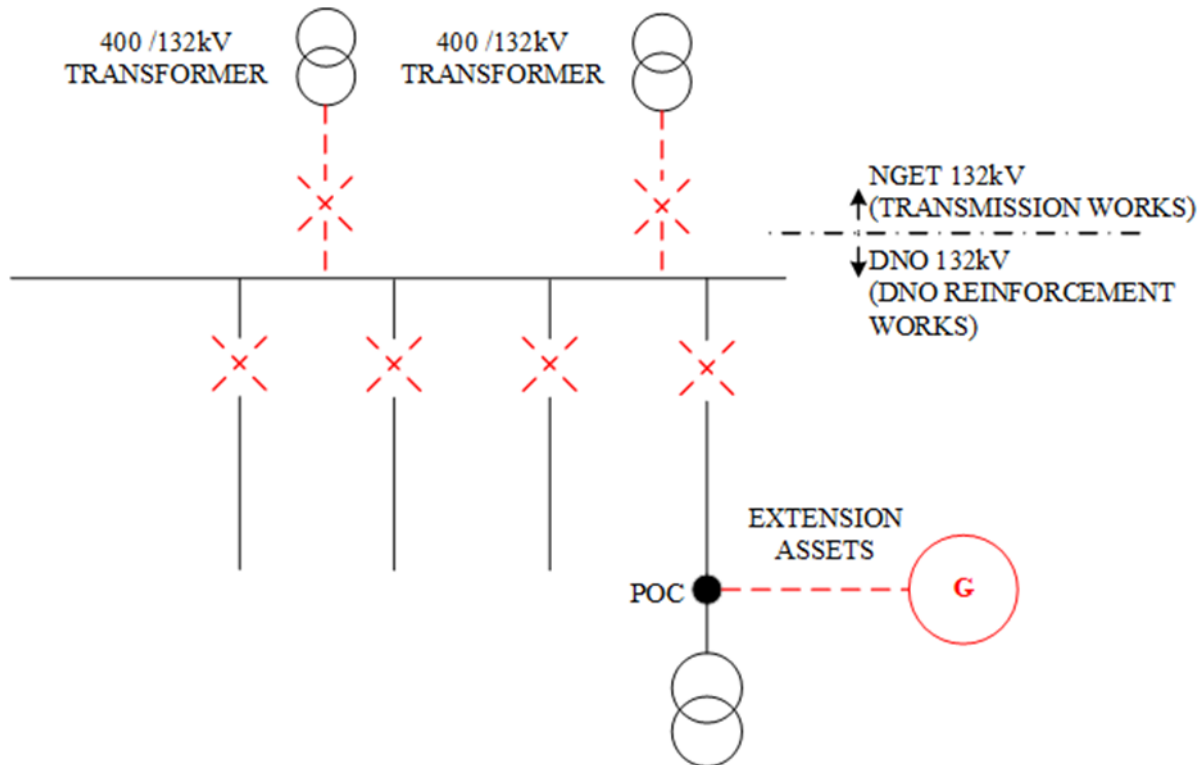 400 /132kV
TRANSFORMER
400 /132kV
TRANSFORMER
NGET 132kV
(TRANSMISSION WORKS)
DNO 132kV
(DNO REINFORCEMENT
WORKS)
EXTENSION
ASSETS
POC
G